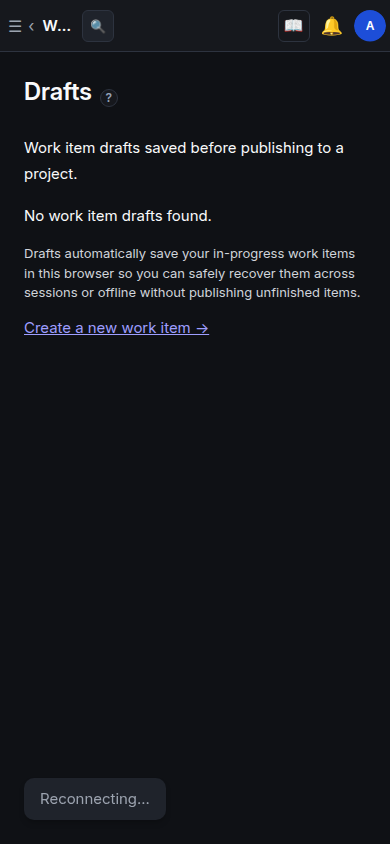 W...
A
Drafts ?
Work item drafts saved before publishing to a
project.
No work item drafts found.
Drafts automatically save your in-progress work items
in this browser so you can safely recover them across
sessions or offline without publishing unfinished items.
Create a new work item →
Reconnecting...